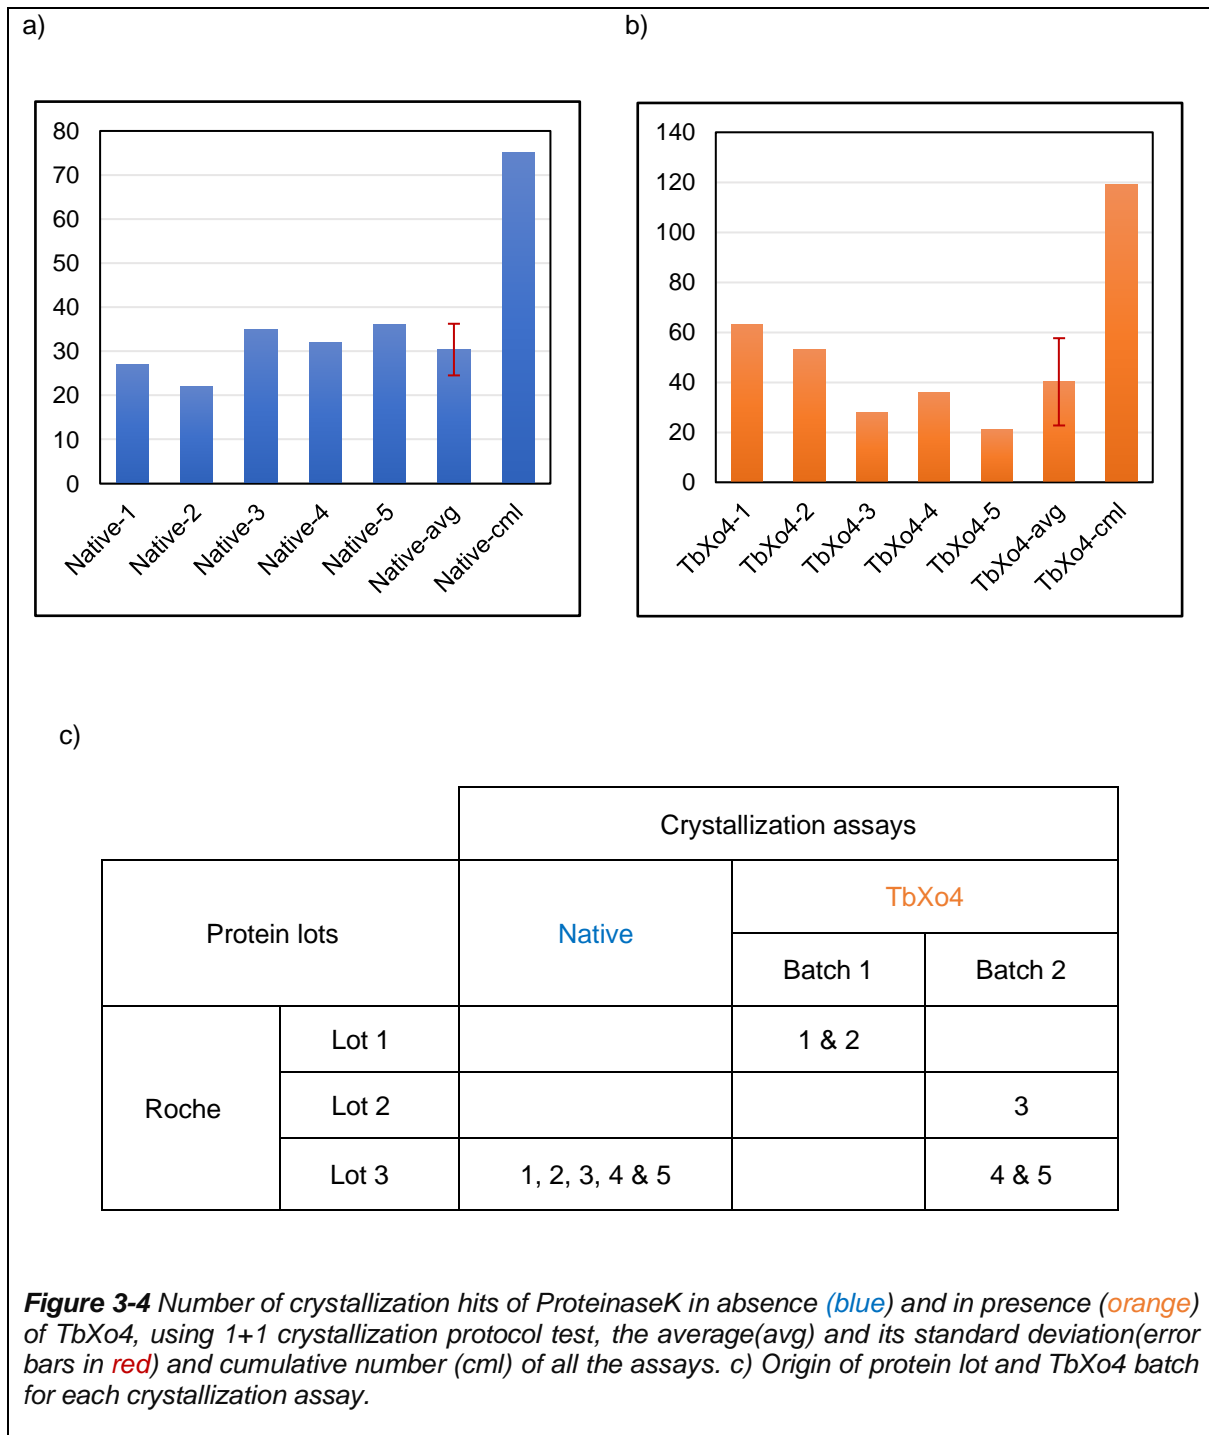 a)
b)
80
70
60
50
40
30
20
10
0
Native-1
Native-2
Native-3
Native-4
Native-5
Native-avg
Native-cml
140
120
100
80
60
40
20
0
TbXo4-1
TbXo4-2
TbXo4-3
TbXo4-4
TbXo4-5
TbXo4-avg
TbXo4-cml
c)
Crystallization assays
Protein lots
Native
TbXo4
Batch 1
Batch 2
Roche
Lot 1
1 & 2
Lot 2
3
Lot 3
1, 2, 3, 4 & 5
4 & 5
Figure 3-4 Number of crystallization hits of ProteinaseK in absence (blue) and in presence (orange)
of TbXo4, using 1+1 crystallization protocol test, the average(avg) and its standard deviation(error
bars in red) and cumulative number (cml) of all the assays. c) Origin of protein lot and TbXo4 batch
for each crystallization assay.